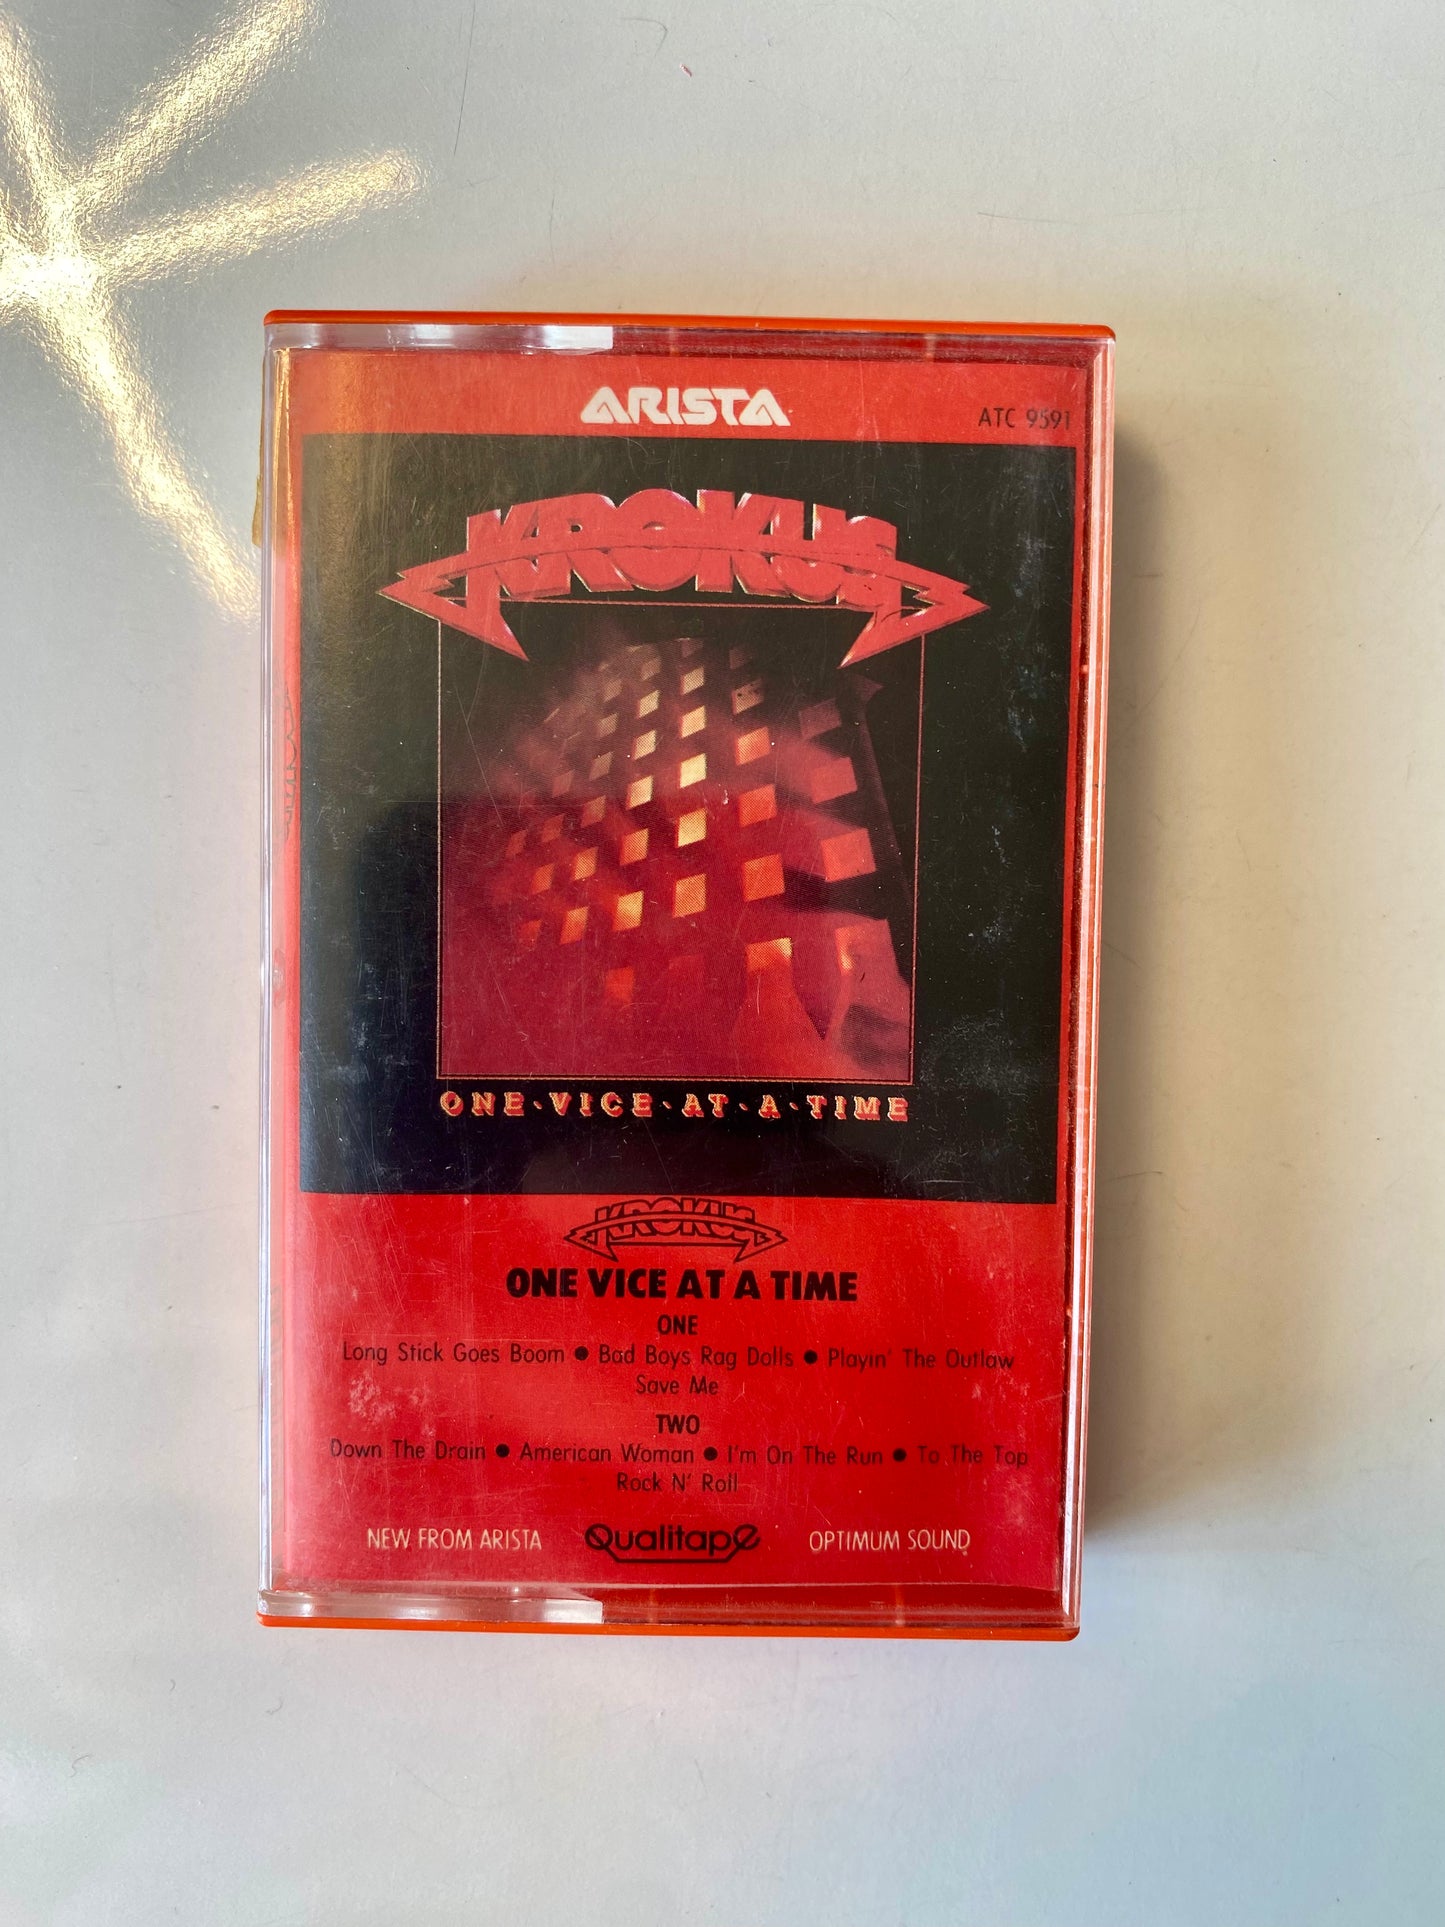 ARISTA
ATC 9591
KROKUS
ONE·VICE·AT·A·TIME
KROKUS
ONE VICE AT A TIME
ONE
Long Stick Goes Boom ● Bad Boys Rag Dolls ● Playin' The Outlaw
Save Me
TWO
Down The Drain ● American Woman ● I'm On The Run ● To The Top
Rock N' Roll
NEW FROM ARISTA Qualitape OPTIMUM SOUND